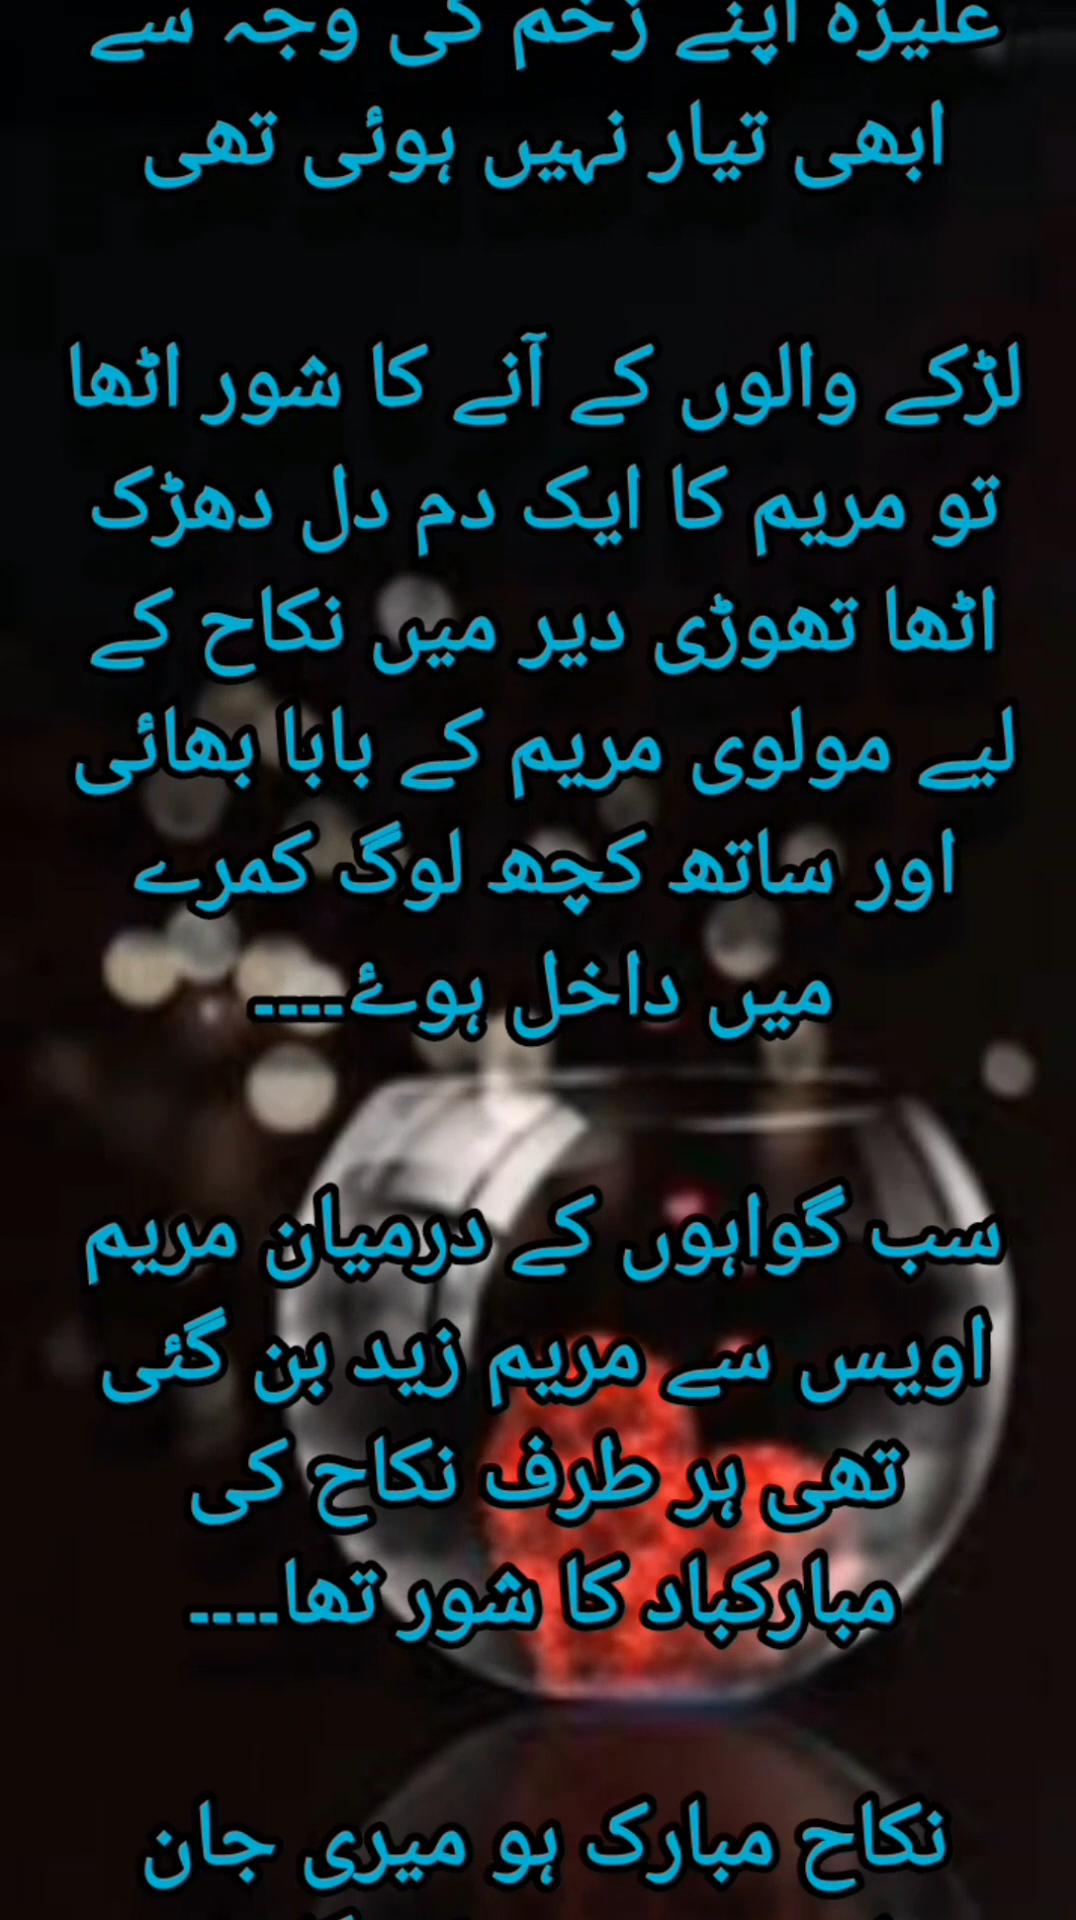 علیزہ اپنے زخم کی وجہ سے
ابھی تیار نہیں ہوئی تھی
لڑکے والوں کے آنے کا شور اٹھا
تو مریم کا ایک دم دل دھڑک
اٹھا تھوڑی دیر میں نکاح کے
لیے مولوی مریم کے بابا بھائی
اور ساتھ کچھ لوگ کمرے
میں داخل ہوۓ----
سب گواہوں کے درمیان مریم
اویس سے مریم زید بن گئی
تھی ہر طرف نکاح کی
مبارکباد کا شور تھا----
نکاح مبارک ہو میری جان